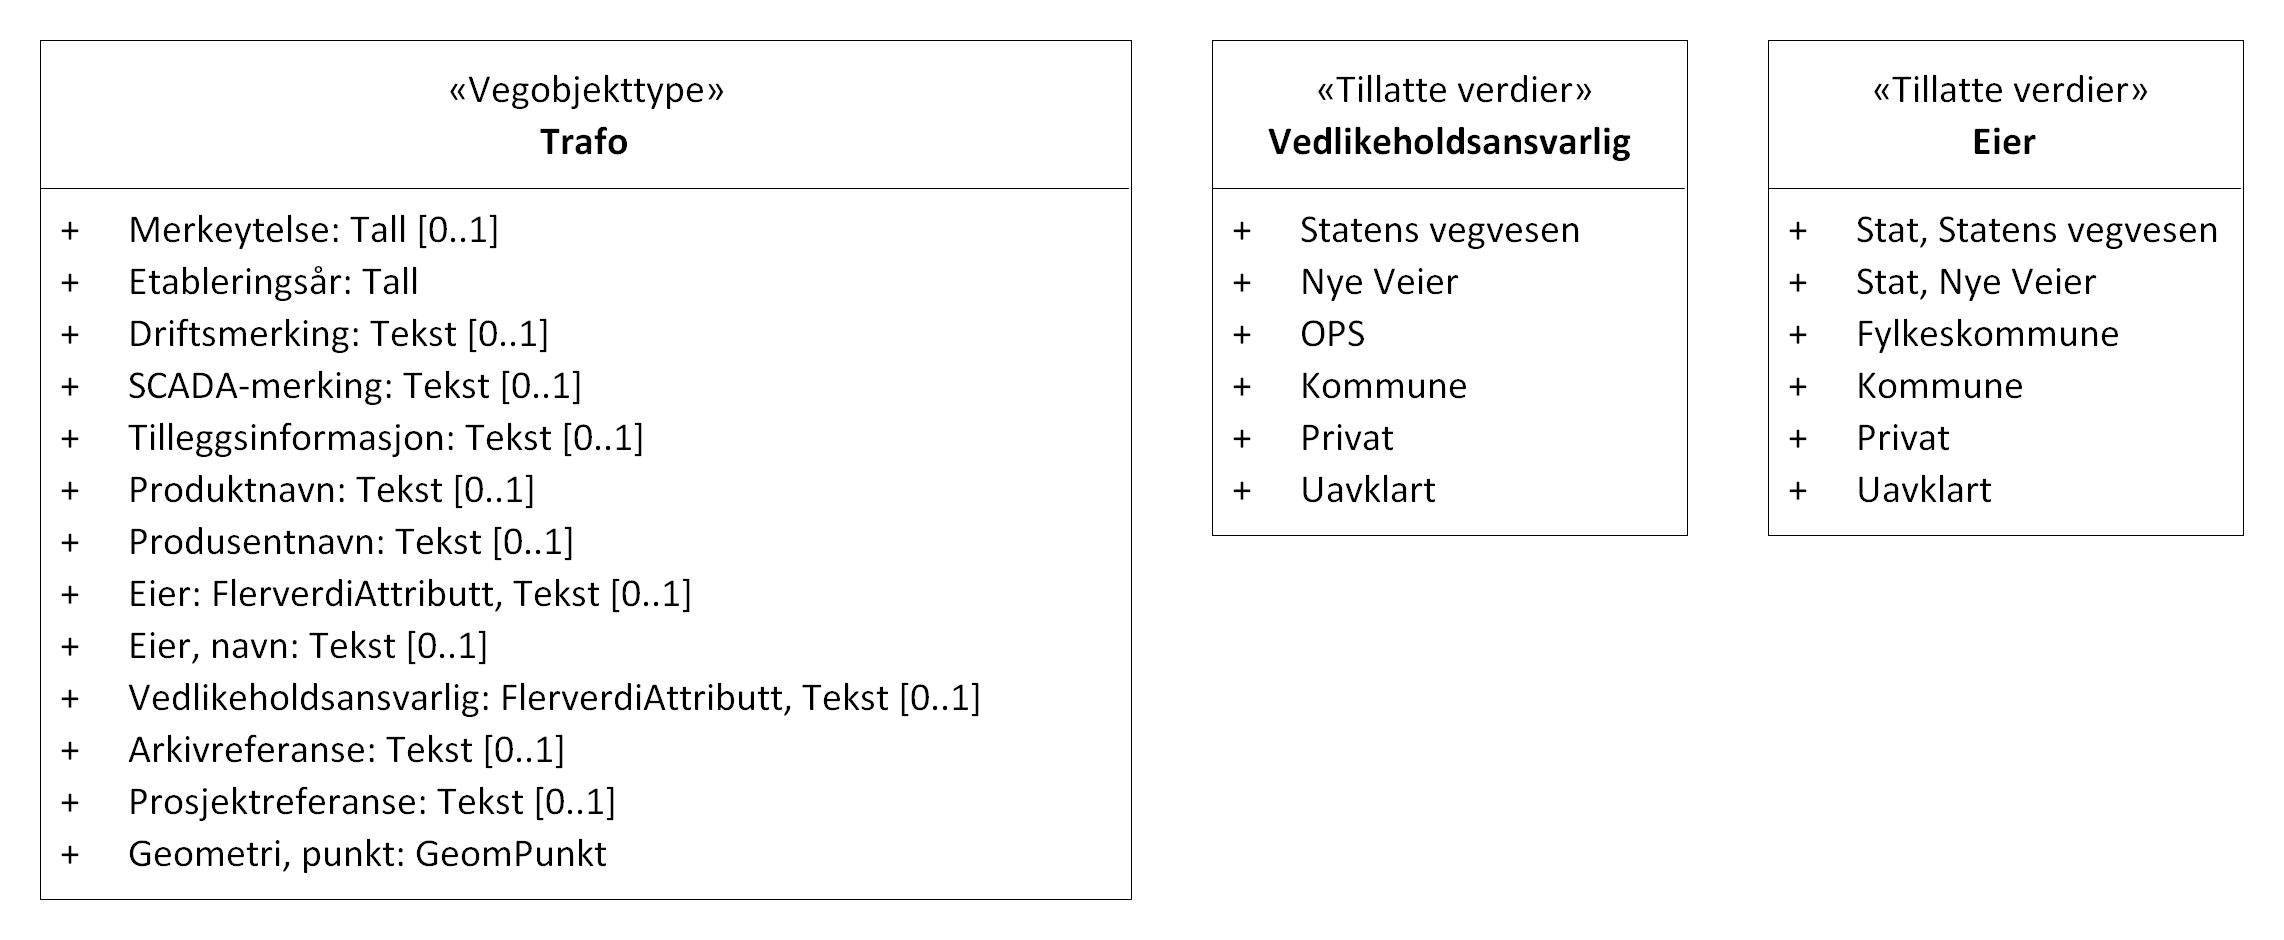 «Vegobjekttype»
Trafo
+ Merkeytelse: Tall [0..1]
+ Etableringsår: Tall
+ Driftsmerking: Tekst [0..1]
+ SCADA-merking: Tekst [0..1]
+ Tilleggsinformasjon: Tekst [0..1]
+ Produktnavn: Tekst [0..1]
+ Produsentnavn: Tekst [0..1]
+ Eier: FlerverdiAttributt, Tekst [0..1]
+ Eier, navn: Tekst [0..1]
+ Vedlikeholdsansvarlig: FlerverdiAttributt, Tekst [0..1]
+ Arkivreferanse: Tekst [0..1]
+ Prosjektreferanse: Tekst [0..1]
+ Geometri, punkt: GeomPunkt
«Tillatte verdier»
Vedlikeholdsansvarlig
+ Statens vegvesen
+ Nye Veier
+ OPS
+ Kommune
+ Privat
+ Uavklart
«Tillatte verdier»
Eier
+ Stat, Statens vegvesen
+ Stat, Nye Veier
+ Fylkeskommune
+ Kommune
+ Privat
+ Uavklart